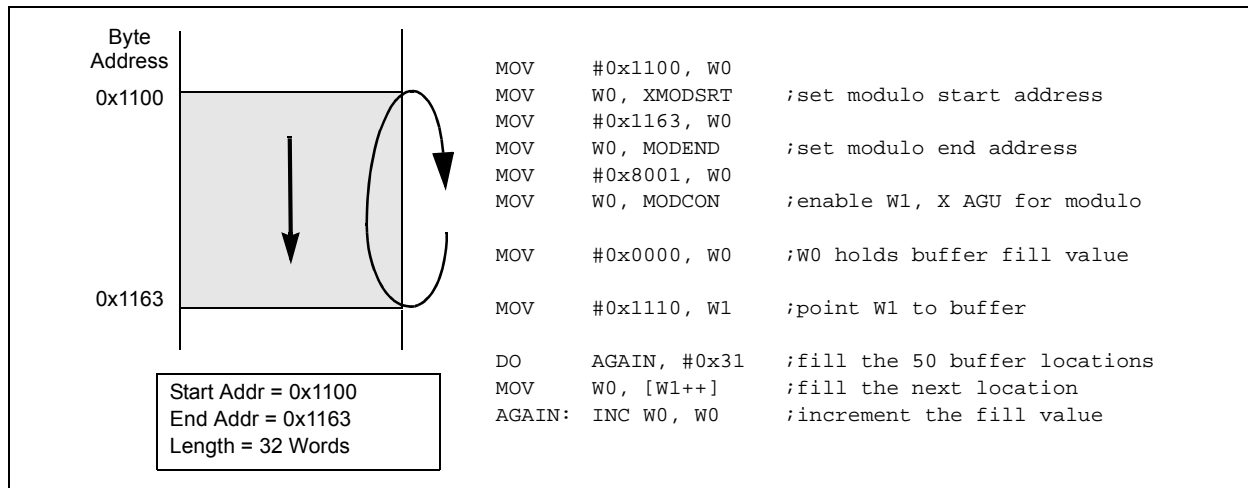 Byte
Address
0x1100
0x1163
Start Addr = 0x1100
End Addr = 0x1163
Length = 32 Words
MOV #0x1100, W0
MOV W0, XMODSRT ;set modulo start address
MOV #0x1163, W0
MOV W0, MODEND ;set modulo end address
MOV #0x8001, W0
MOV W0, MODCON ;enable W1, X AGU for modulo
MOV #0x0000, W0 ;W0 holds buffer fill value
MOV #0x1110, W1 ;point W1 to buffer
DO AGAIN, #0x31 ;fill the 50 buffer locations
MOV W0, [W1++] ;fill the next location
AGAIN: INC W0, W0 ;increment the fill value